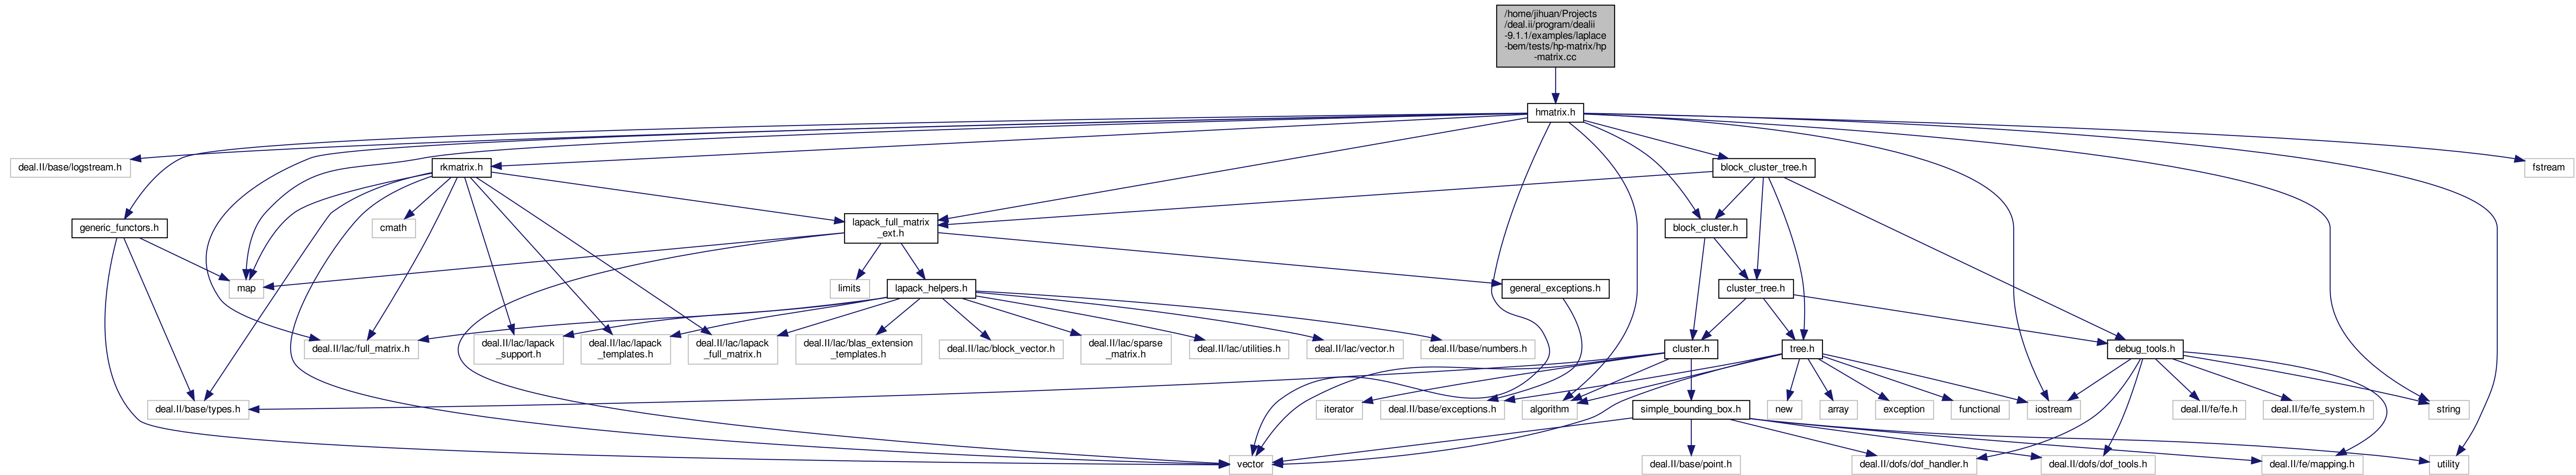 /home/jihuan/Projects
/deal.ii/program/dealii
-9.1.1/examples/laplace
-bem/tests/hp-matrix/hp
-matrix.cc
hmatrix.h
deal.II/base/logstream.h
rkmatrix.h
block_cluster_tree.h
fstream
generic_functors.h
cmath
lapack_full_matrix
_ext.h
block_cluster.h
map
limits
lapack_helpers.h
general_exceptions.h
cluster_tree.h
deal.II/lac/full_matrix.h
deal.II/lac/lapack
_support.h
deal.II/lac/lapack
_templates.h
deal.II/lac/lapack
_full_matrix.h
deal.II/lac/blas_extension
_templates.h
deal.II/lac/block_vector.h
deal.II/lac/sparse
_matrix.h
deal.II/lac/utilities.h
deal.II/lac/vector.h
deal.II/base/numbers.h
cluster.h
tree.h
debug_tools.h
deal.II/base/types.h
iterator
deal.II/base/exceptions.h
algorithm
simple_bounding_box.h
new
array
exception
functional
iostream
deal.II/fe/fe.h
deal.II/fe/fe_system.h
string
vector
deal.II/base/point.h
deal.II/dofs/dof_handler.h
deal.II/dofs/dof_tools.h
deal.II/fe/mapping.h
utility